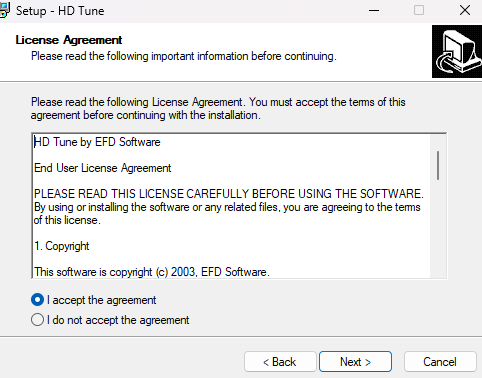 Setup - HD Tune
License Agreement
Please read the following important information before continuing.
Please read the following License Agreement. You must accept the terms of this
agreement before continuing with the installation.
HD Tune by EFD Software
End User License Agreement
PLEASE READ THIS LICENSE CAREFULLY BEFORE USING THE SOFTWARE.
By using or installing the software or any related files, you are agreeing to the terms
of this license.
1. Copyright
This software is copyright (c) 2003, EFD Software.
I accept the agreement
I do not accept the agreement
< Back
Next >
Cancel